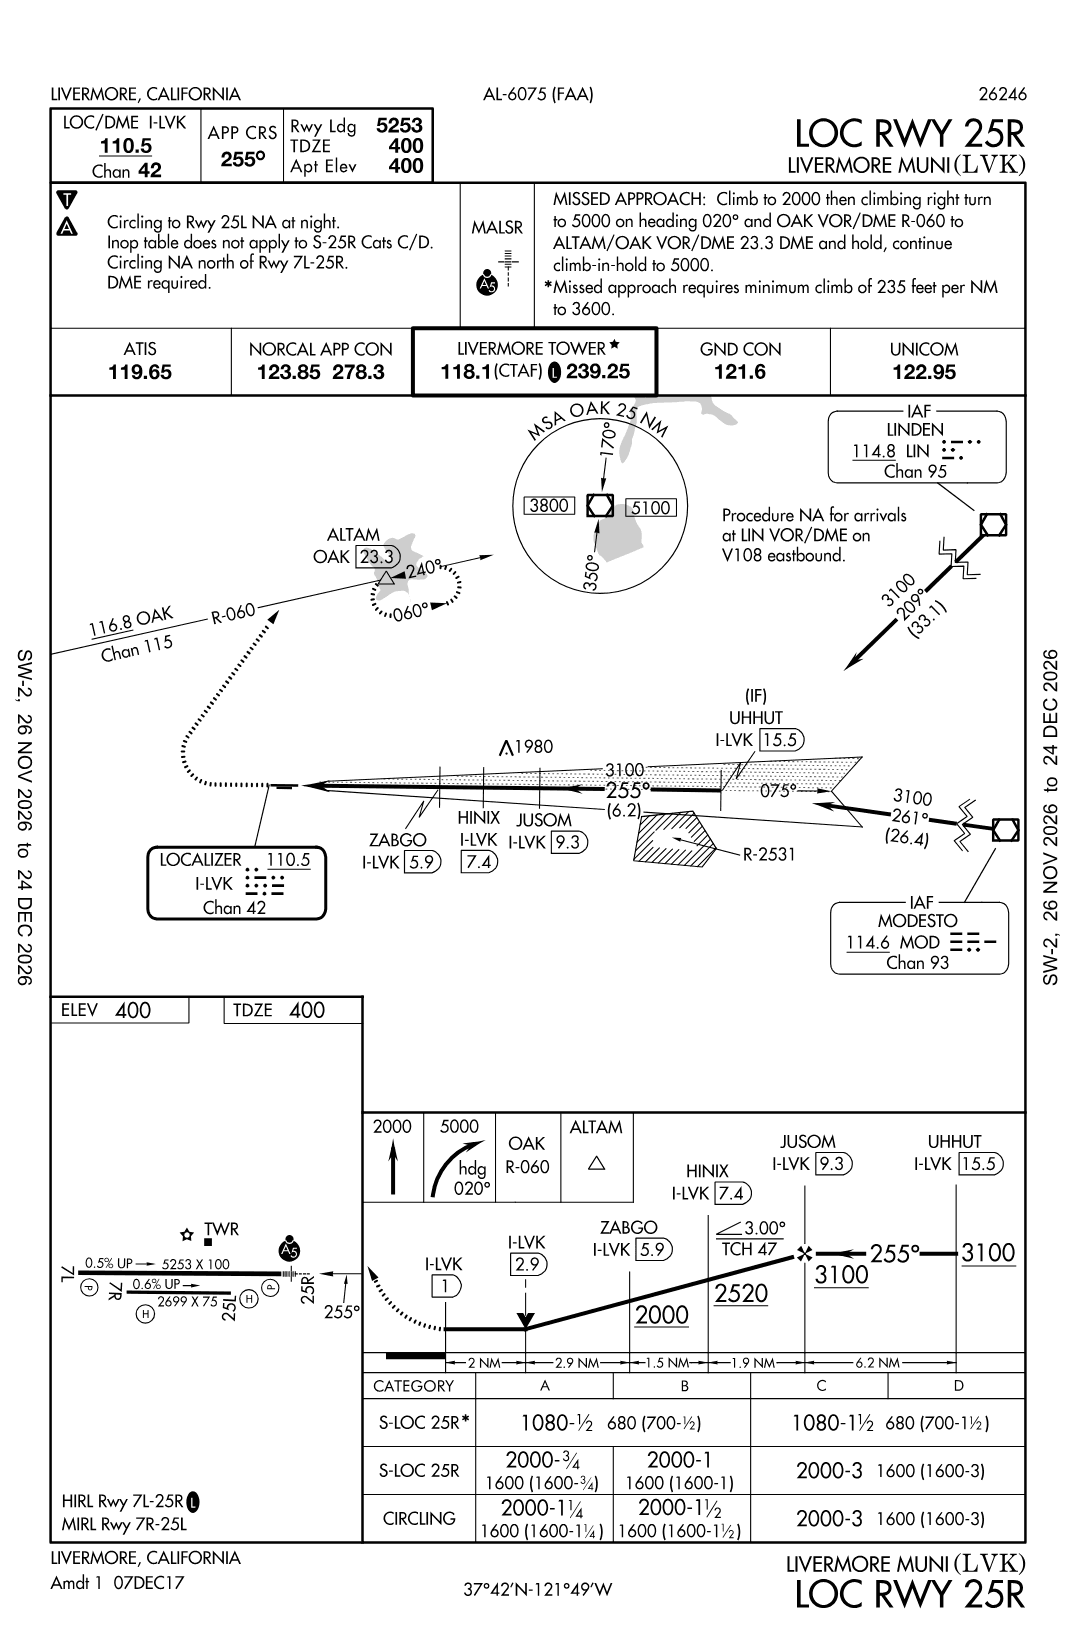 LIVERMORE, CALIFORNIA
AL-6075 (FAA)
26246
LOC/DME I-LVK
110.5
Chan 42
APP CRS
255°
Rwy Ldg 5253
TDZE 400
Apt Elev 400
LOC RWY 25R
LIVERMORE MUNI (LVK)
T
A
Circling to Rwy 25L NA at night.
Inop table does not apply to S-25R Cats C/D.
Circling NA north of Rwy 7L-25R.
DME required.
MALSR
A5
MISSED APPROACH: Climb to 2000 then climbing right turn
to 5000 on heading 020° and OAK VOR/DME R-060 to
ALTAM/OAK VOR/DME 23.3 DME and hold, continue
climb-in-hold to 5000.
*Missed approach requires minimum climb of 235 feet per NM
to 3600.
ATIS
119.65
NORCAL APP CON
123.85 278.3
LIVERMORE TOWER★
118.1 (CTAF) L 239.25
GND CON
121.6
UNICOM
122.95
MSA OAK 25 NM
170°
3800
5100
350°
IAF
LINDEN
114.8 LIN
Chan 95
Procedure NA for arrivals
at LIN VOR/DME on
V108 eastbound.
3100
209°
(33.1)
ALTAM
OAK 23.3
240°
060°
116.8 OAK
R-060
Chan 115
(IF)
UHHUT
I-LVK 15.5
1980
3100
255°
(6.2)
075°
3100
261°
(26.4)
ZABGO
I-LVK 5.9
HINIX
I-LVK
7.4
JUSOM
I-LVK 9.3
R-2531
LOCALIZER 110.5
I-LVK
Chan 42
IAF
MODESTO
114.6 MOD
Chan 93
SW-2, 26 NOV 2026 to 24 DEC 2026
SW-2, 26 NOV 2026 to 24 DEC 2026
ELEV 400
TDZE 400
TWR
A5
0.5% UP
5253 X 100
7L
P
7R
0.6% UP
2699 X 75
H
25L
H
P
25R
255°
HIRL Rwy 7L-25R L
MIRL Rwy 7R-25L
2000
5000
hdg
020°
OAK
R-060
ALTAM
JUSOM
I-LVK 9.3
UHHUT
I-LVK 15.5
HINIX
I-LVK 7.4
ZABGO
I-LVK 5.9
I-LVK
2.9
I-LVK
1
3.00°
TCH 47
255°
3100
3100
2520
2000
2 NM
2.9 NM
1.5 NM
1.9 NM
6.2 NM
CATEGORY
A
B
C
D
S-LOC 25R*
1080-½ 680 (700-½)
1080-1½ 680 (700-1½)
S-LOC 25R
2000-¾
1600 (1600-¾)
2000-1
1600 (1600-1)
2000-3 1600 (1600-3)
CIRCLING
2000-1¼
1600 (1600-1¼)
2000-1½
1600 (1600-1½)
2000-3 1600 (1600-3)
LIVERMORE, CALIFORNIA
Amdt 1 07DEC17
37°42'N-121°49'W
LIVERMORE MUNI (LVK)
LOC RWY 25R